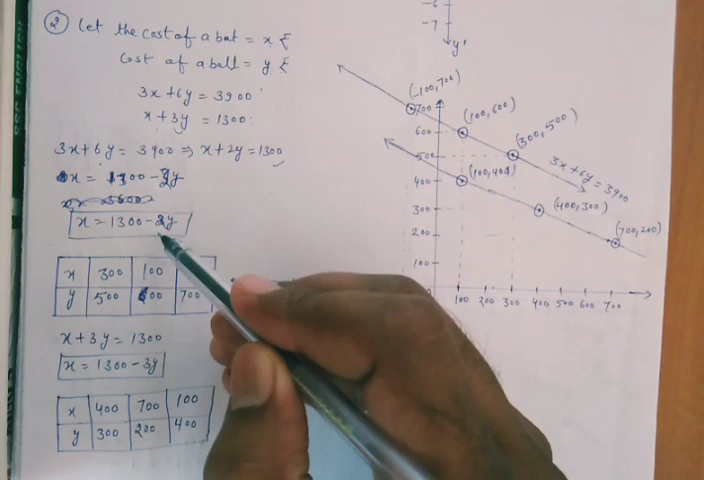 ② Let the cost of a bat = x ₹
Cost of a ball = y ₹
3x + 6y = 3900
x + 3y = 1300
3x + 6y = 3900 ⇒ x + 2y = 1300
x = 1300 - 2y
x = 1300 - 2y
x 300 100
y 500 600 700
x + 3y = 1300
x = 1300 - 3y
x 400 700 100
y 300 200 400
-6
-7
y'
(-100, 700)
700
(100, 600)
600
(300, 500)
500
3x + 6y = 3900
(100, 400)
400
(400, 300)
300
(700, 200)
200
100
100 200 300 400 500 600 700